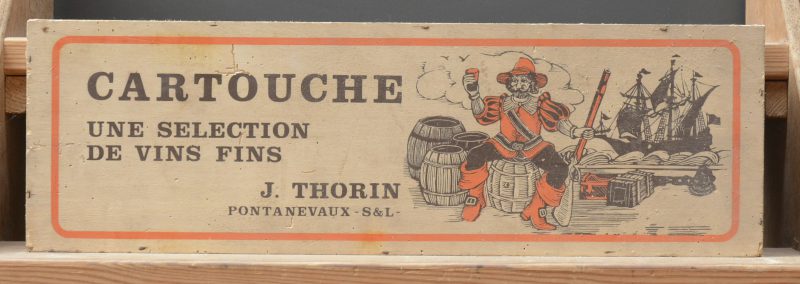 CARTOUCHE
UNE SELECTION
DE VINS FINS
J. THORIN
PONTANEVAUX - S&L -